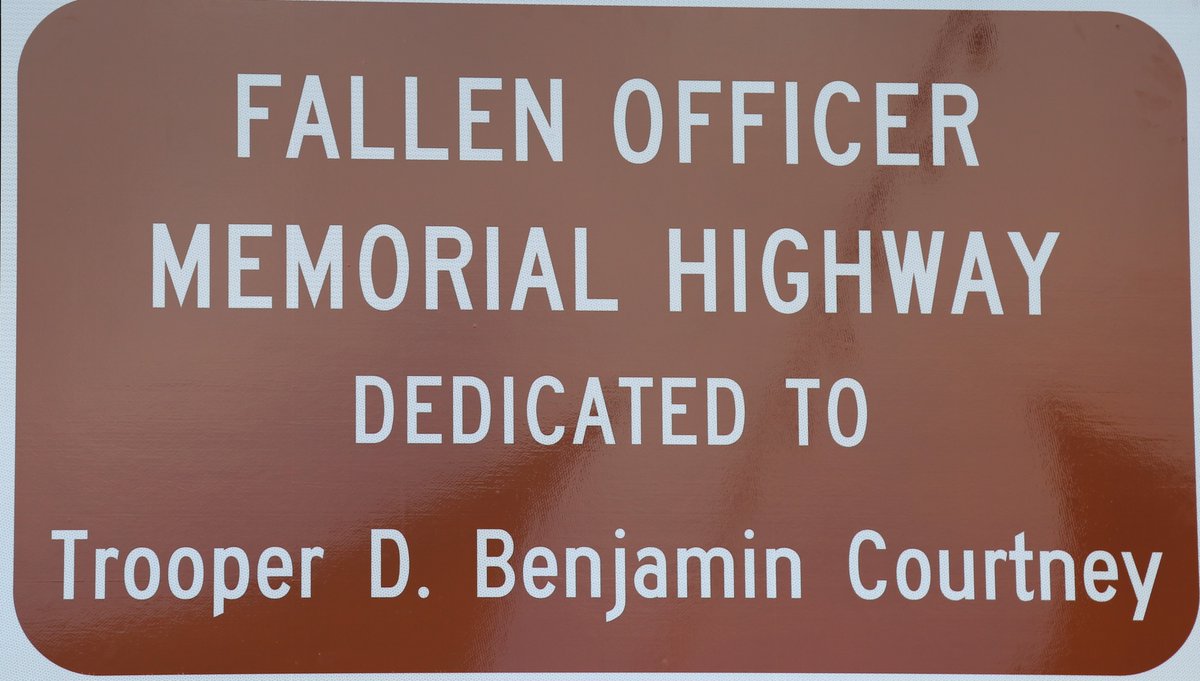 FALLEN OFFICER
MEMORIAL HIGHWAY
DEDICATED TO
Trooper D. Benjamin Courtney